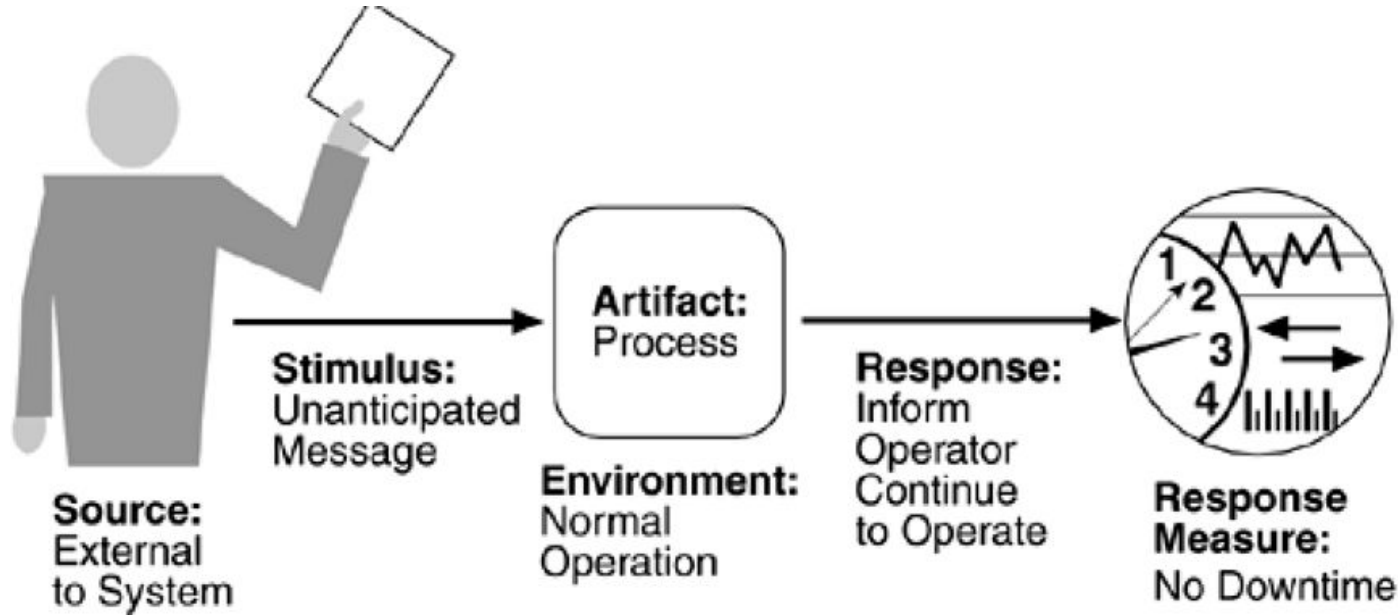 Source:
External
to System
Stimulus:
Unanticipated
Message
Artifact:
Process
Environment:
Normal
Operation
Response:
Inform
Operator
Continue
to Operate
1
2
3
4
Response
Measure:
No Downtime